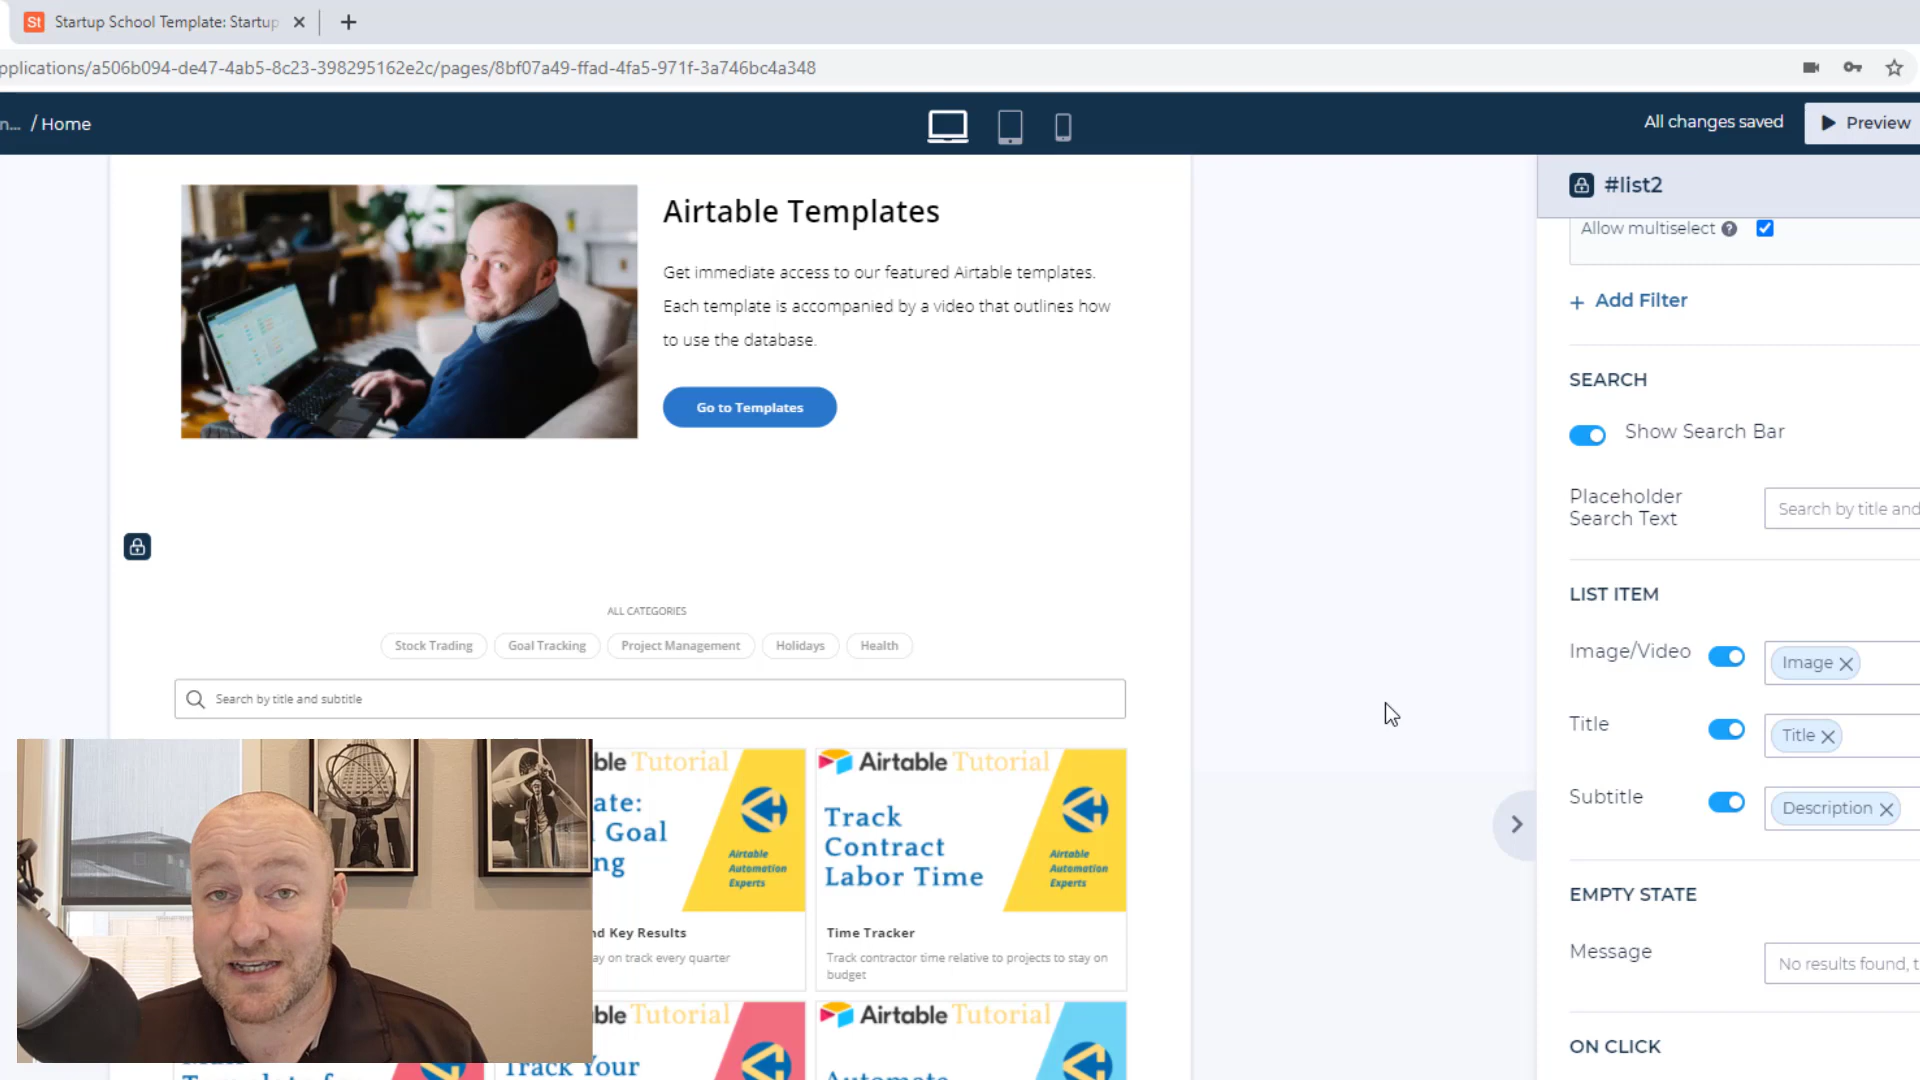 St Startup School Template: Startup
pplications/a506b094-de47-4ab5-8c23-398295162e2c/pages/8bf07a49-ffad-4fa5-971f-3a746bc4a348
n... / Home
All changes saved
Preview
Airtable Templates
Get immediate access to our featured Airtable templates.
Each template is accompanied by a video that outlines how
to use the database.
Go to Templates
ALL CATEGORIES
Stock Trading
Goal Tracking
Project Management
Holidays
Health
Search by title and subtitle
ble Tutorial
ate:
Goal
ng
Airtable
Automation
Experts
nd Key Results
ay on track every quarter
Airtable Tutorial
Track
Contract
Labor Time
Airtable
Automation
Experts
Time Tracker
Track contractor time relative to projects to stay on
budget
ble Tutorial
Track Your
Airtable Tutorial
Automate
#list2
Allow multiselect
+ Add Filter
SEARCH
Show Search Bar
Placeholder
Search Text
Search by title and
LIST ITEM
Image/Video
Image
Title
Title
Subtitle
Description
EMPTY STATE
Message
No results found, t
ON CLICK